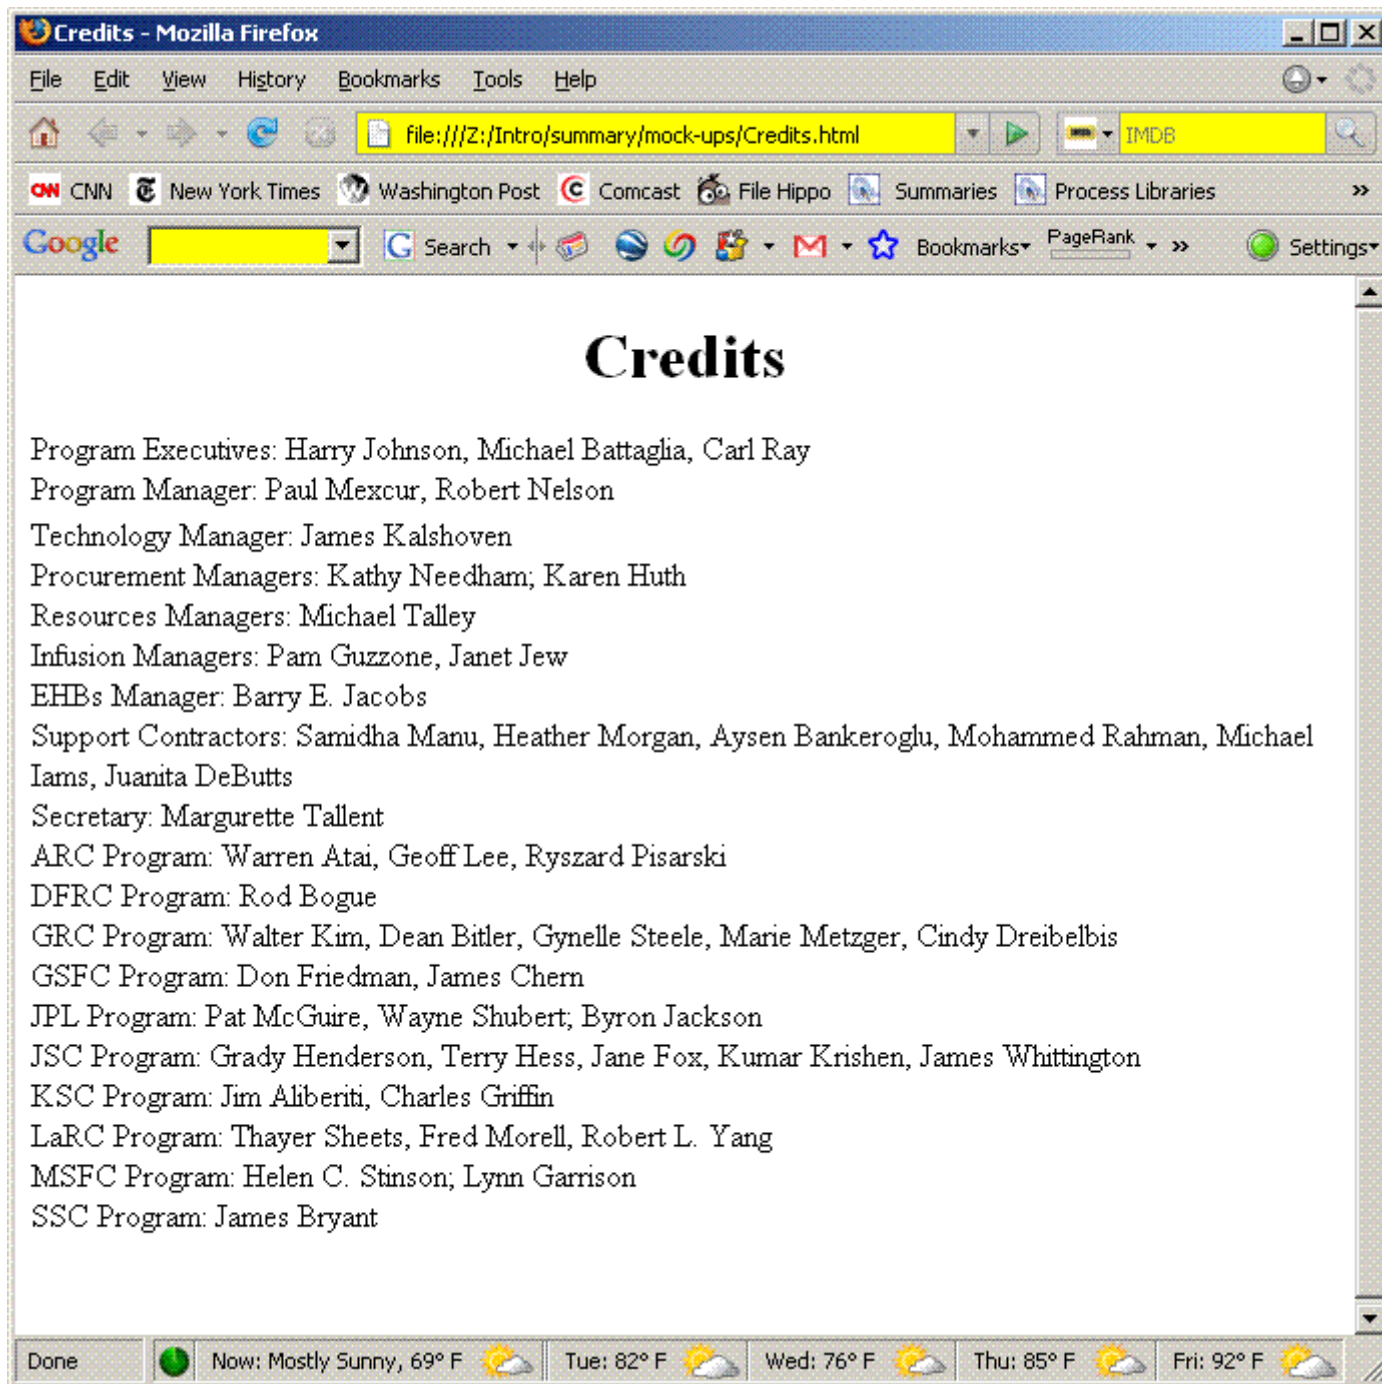 Credits - Mozilla Firefox
File Edit View History Bookmarks Tools Help
file:///Z:/Intro/summary/mock-ups/Credits.html IMDB
CNN CNN New York Times Washington Post Comcast File Hippo Summaries Process Libraries »
Google G Search Bookmarks PageRank » Settings
Credits
Program Executives: Harry Johnson, Michael Battaglia, Carl Ray
Program Manager: Paul Mexcur, Robert Nelson
Technology Manager: James Kalshoven
Procurement Managers: Kathy Needham; Karen Huth
Resources Managers: Michael Talley
Infusion Managers: Pam Guzzone, Janet Jew
EHBs Manager: Barry E. Jacobs
Support Contractors: Samidha Manu, Heather Morgan, Aysen Bankeroglu, Mohammed Rahman, Michael
Iams, Juanita DeButts
Secretary: Margurette Tallent
ARC Program: Warren Atai, Geoff Lee, Ryszard Pisarski
DFRC Program: Rod Bogue
GRC Program: Walter Kim, Dean Bitler, Gynelle Steele, Marie Metzger, Cindy Dreibelbis
GSFC Program: Don Friedman, James Chern
JPL Program: Pat McGuire, Wayne Shubert; Byron Jackson
JSC Program: Grady Henderson, Terry Hess, Jane Fox, Kumar Krishen, James Whittington
KSC Program: Jim Aliberiti, Charles Griffin
LaRC Program: Thayer Sheets, Fred Morell, Robert L. Yang
MSFC Program: Helen C. Stinson; Lynn Garrison
SSC Program: James Bryant
Done Now: Mostly Sunny, 69° F Tue: 82° F Wed: 76° F Thu: 85° F Fri: 92° F